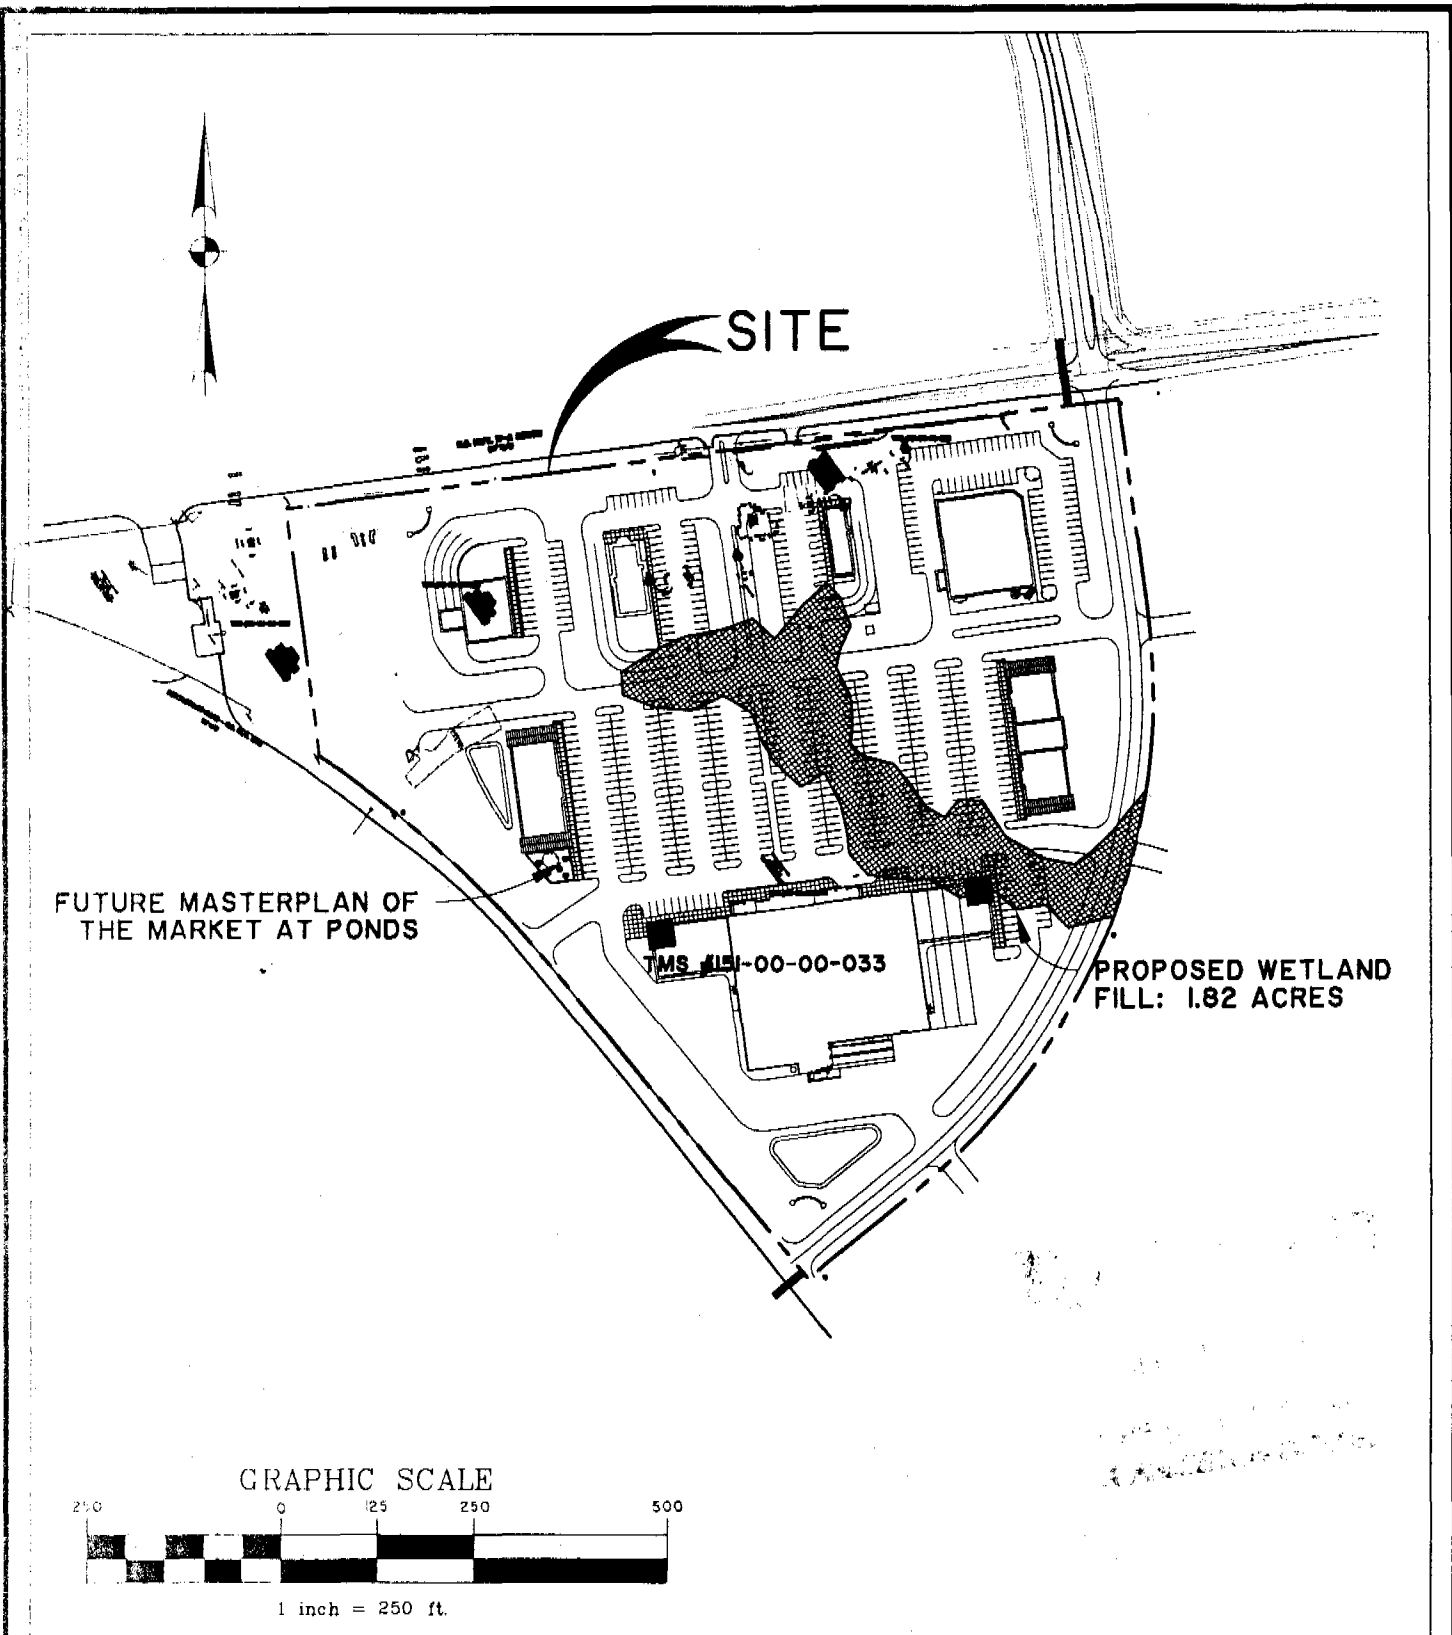 SITE
FUTURE MASTERPLAN OF
THE MARKET AT PONDS
TMS #151-00-00-033
PROPOSED WETLAND
FILL: 1.82 ACRES
GRAPHIC SCALE
250 0 125 250 500
1 inch = 250 ft.